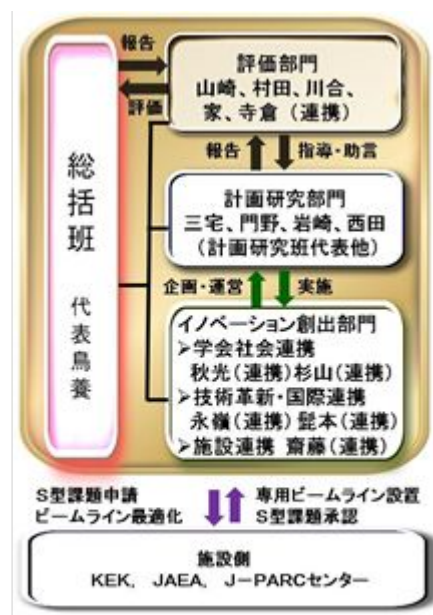 報告
評価
総括班
代表鳥養
評価部門
山崎、村田、川合、
家、寺倉（連携）
報告
指導・助言
計画研究部門
三宅、門野、岩崎、西田
（計画研究班代表他）
企画・運営
実施
イノベーション創出部門
➢学会社会連携
秋光（連携）杉山（連携）
➢技術革新・国際連携
永嶺（連携）髭本（連携）
➢施設連携 齋藤（連携）
S型課題申請
ビームライン最適化
専用ビームライン設置
S型課題承認
施設側
KEK, JAEA, J－PARCセンター